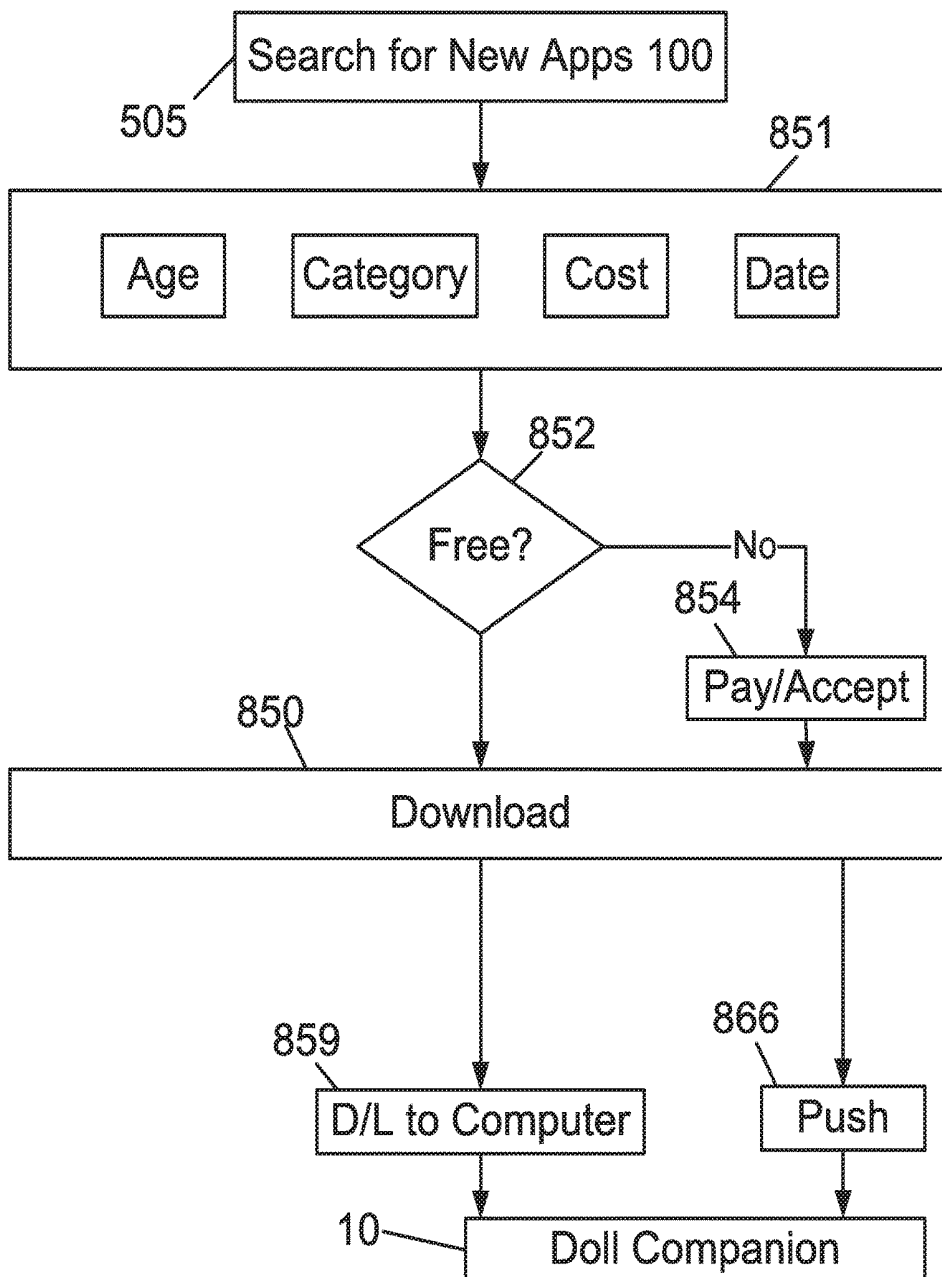 Search for New Apps 100
505
851
Age Category Cost Date
852
Free?
No
854
Pay/Accept
850
Download
859
866
D/L to Computer
Push
10
Doll Companion